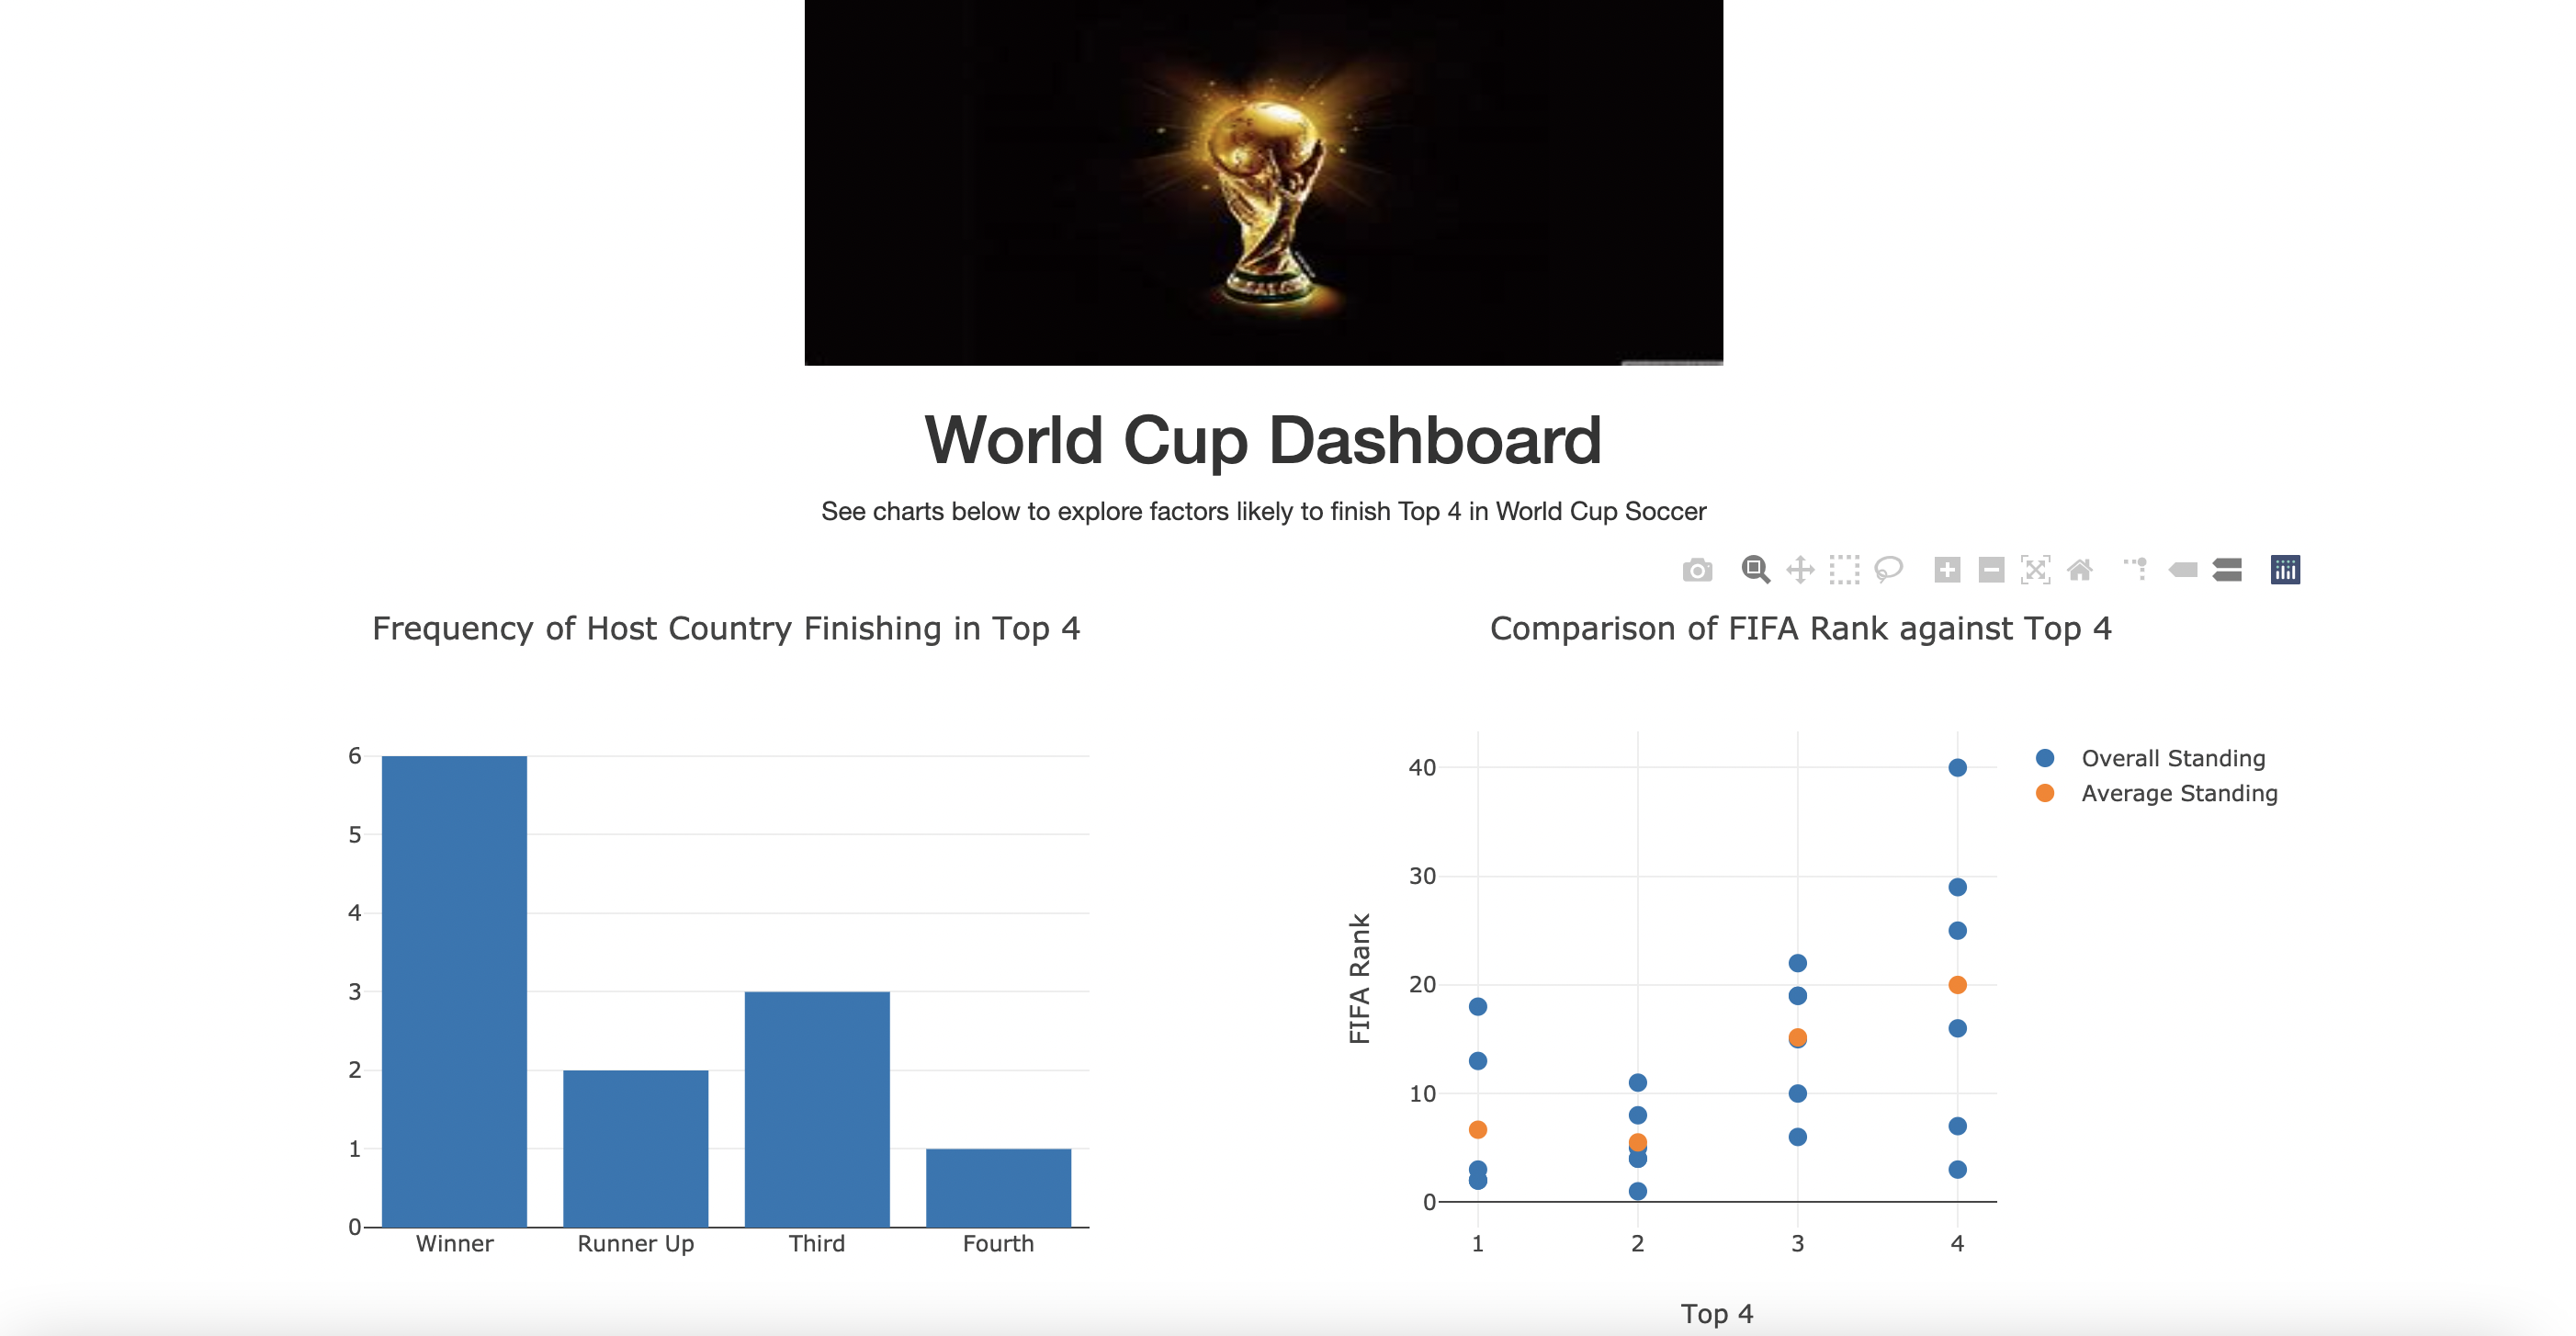 World Cup Dashboard
See charts below to explore factors likely to finish Top 4 in World Cup Soccer
Frequency of Host Country Finishing in Top 4
6
5
4
3
2
1
0
Winner Runner Up Third Fourth
Comparison of FIFA Rank against Top 4
Overall Standing
Average Standing
FIFA Rank
40
30
20
10
0
1 2 3 4
Top 4